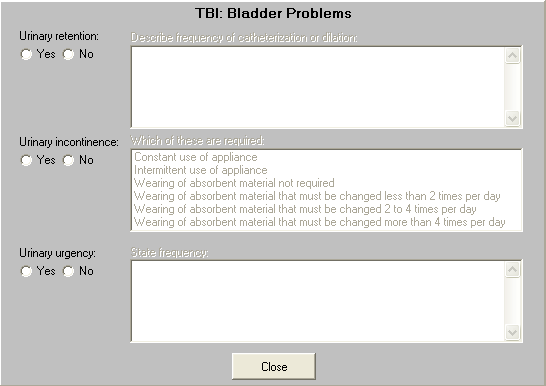 TBI: Bladder Problems
Urinary retention:
Yes No
Describe frequency of catheterization or dilation:
Urinary incontinence:
Yes No
Which of these are required:
Constant use of appliance
Intermittent use of appliance
Wearing of absorbent material not required
Wearing of absorbent material that must be changed less than 2 times per day
Wearing of absorbent material that must be changed 2 to 4 times per day
Wearing of absorbent material that must be changed more than 4 times per day
Urinary urgency:
Yes No
State frequency:
Close